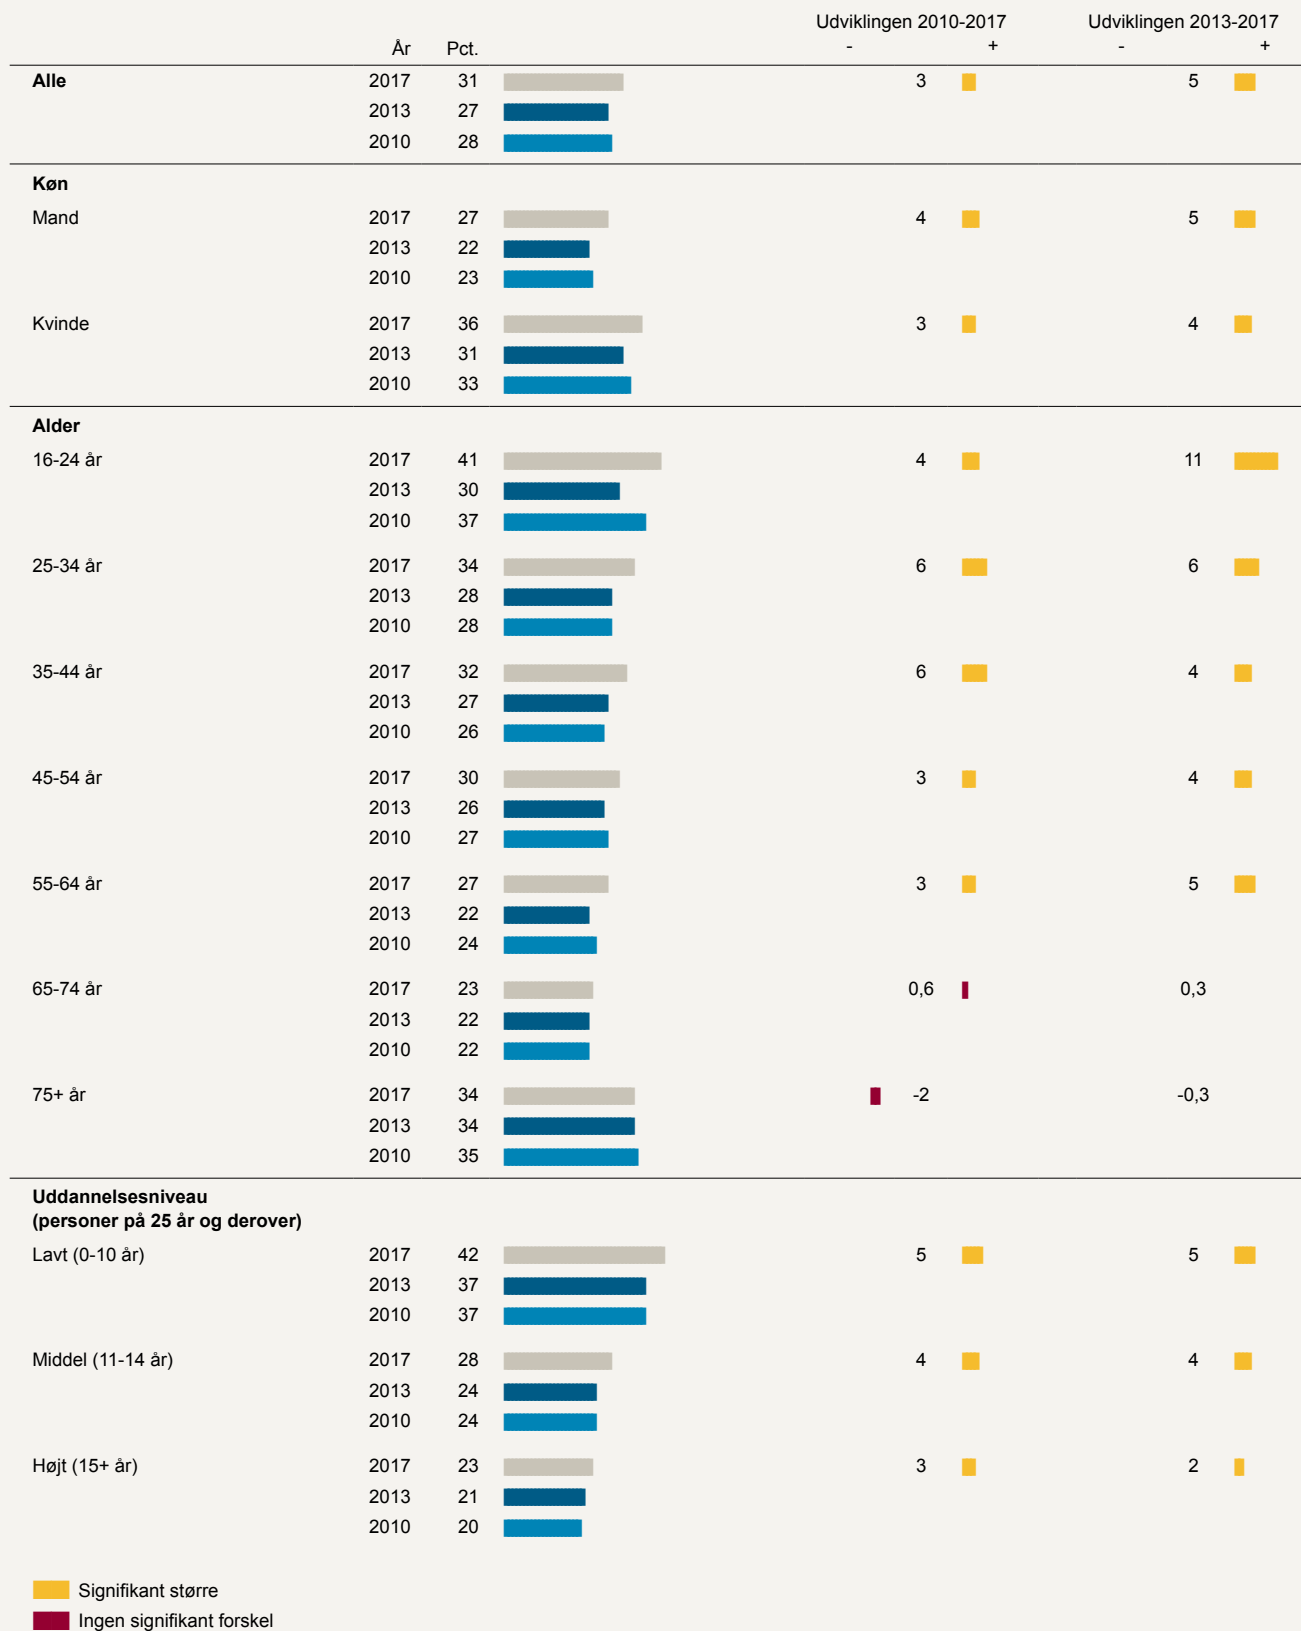 Udviklingen 2010-2017 Udviklingen 2013-2017
År Pct. - + - +
Alle 2017 31 3 5
2013 27
2010 28
Køn
Mand 2017 27 4 5
2013 22
2010 23
Kvinde 2017 36 3 4
2013 31
2010 33
Alder
16-24 år 2017 41 4 11
2013 30
2010 37
25-34 år 2017 34 6 6
2013 28
2010 28
35-44 år 2017 32 6 4
2013 27
2010 26
45-54 år 2017 30 3 4
2013 26
2010 27
55-64 år 2017 27 3 5
2013 22
2010 24
65-74 år 2017 23 0,6 0,3
2013 22
2010 22
75+ år 2017 34 -2 -0,3
2013 34
2010 35
Uddannelsesniveau
(personer på 25 år og derover)
Lavt (0-10 år) 2017 42 5 5
2013 37
2010 37
Middel (11-14 år) 2017 28 4 4
2013 24
2010 24
Højt (15+ år) 2017 23 3 2
2013 21
2010 20
Signifikant større
Ingen signifikant forskel